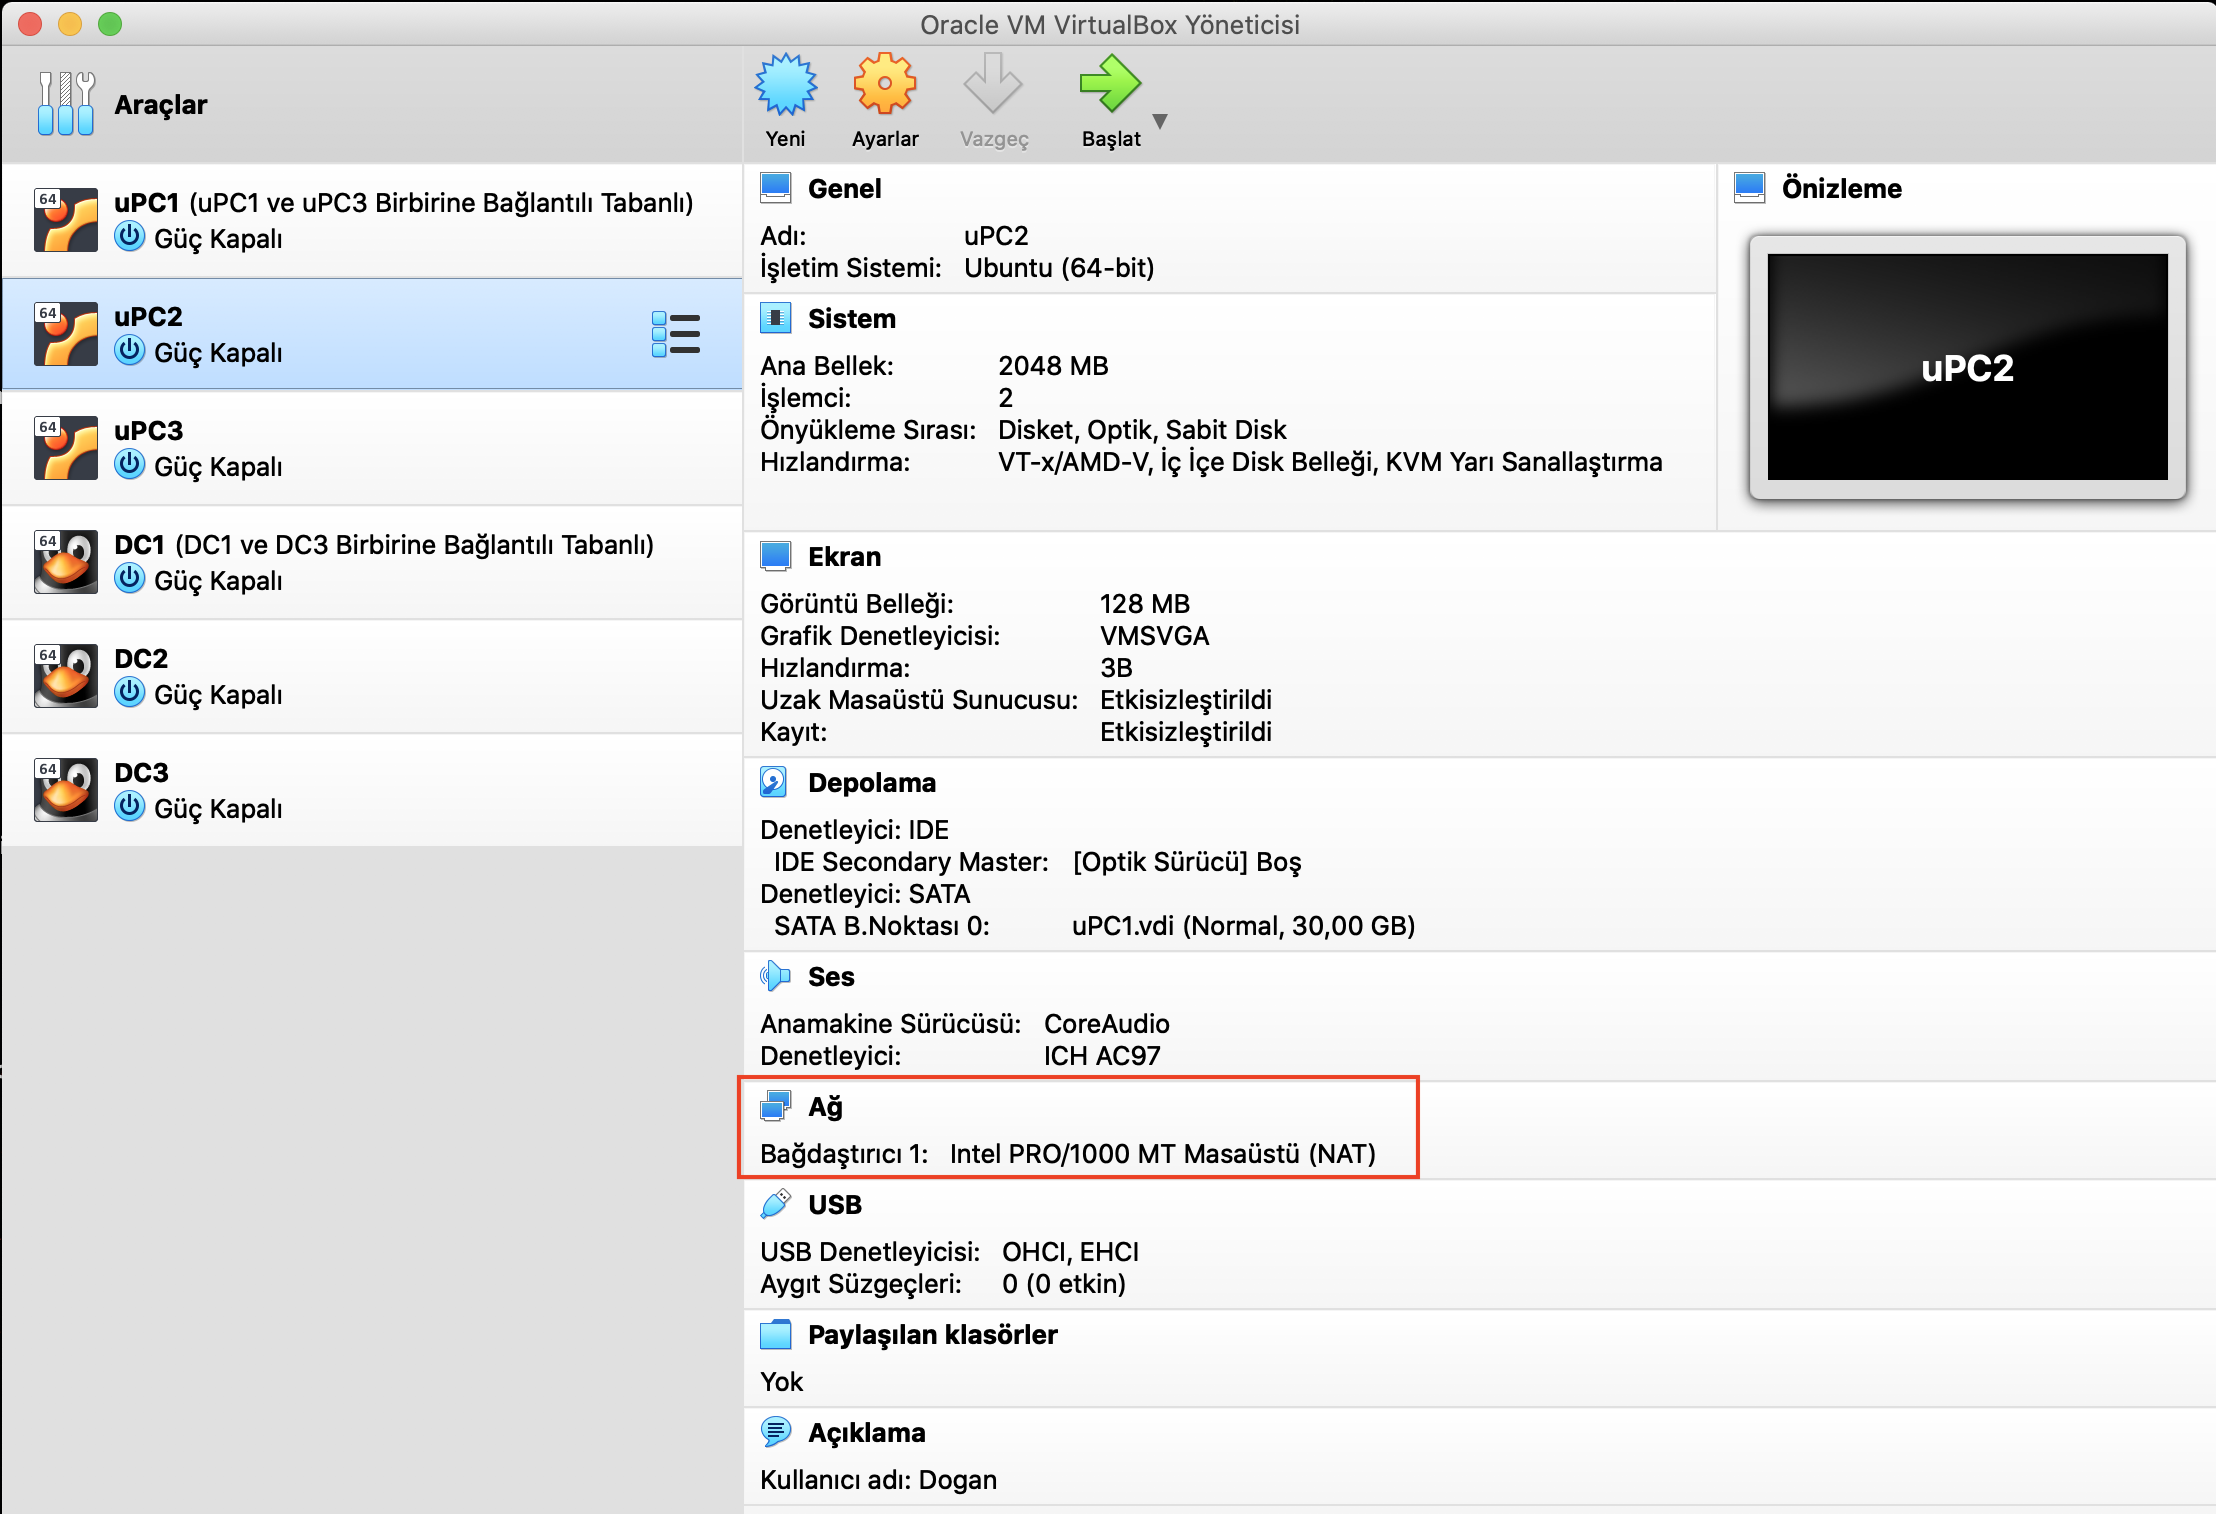 Oracle VM VirtualBox Yöneticisi
Araçlar
Yeni
Ayarlar
Vazgeç
Başlat
64
uPC1 (uPC1 ve uPC3 Birbirine Bağlantılı Tabanlı)
Güç Kapalı
64
uPC2
Güç Kapalı
64
uPC3
Güç Kapalı
64
DC1 (DC1 ve DC3 Birbirine Bağlantılı Tabanlı)
Güç Kapalı
64
DC2
Güç Kapalı
64
DC3
Güç Kapalı
Genel
Adı: uPC2
İşletim Sistemi: Ubuntu (64-bit)
Önizleme
uPC2
Sistem
Ana Bellek: 2048 MB
İşlemci: 2
Önyükleme Sırası: Disket, Optik, Sabit Disk
Hızlandırma: VT-x/AMD-V, İç İçe Disk Belleği, KVM Yarı Sanallaştırma
Ekran
Görüntü Belleği: 128 MB
Grafik Denetleyicisi: VMSVGA
Hızlandırma: 3B
Uzak Masaüstü Sunucusu: Etkisizleştirildi
Kayıt: Etkisizleştirildi
Depolama
Denetleyici: IDE
IDE Secondary Master: [Optik Sürücü] Boş
Denetleyici: SATA
SATA B.Noktası 0: uPC1.vdi (Normal, 30,00 GB)
Ses
Anamakine Sürücüsü: CoreAudio
Denetleyici: ICH AC97
Ağ
Bağdaştırıcı 1: Intel PRO/1000 MT Masaüstü (NAT)
USB
USB Denetleyicisi: OHCI, EHCI
Aygıt Süzgeçleri: 0 (0 etkin)
Paylaşılan klasörler
Yok
Açıklama
Kullanıcı adı: Dogan